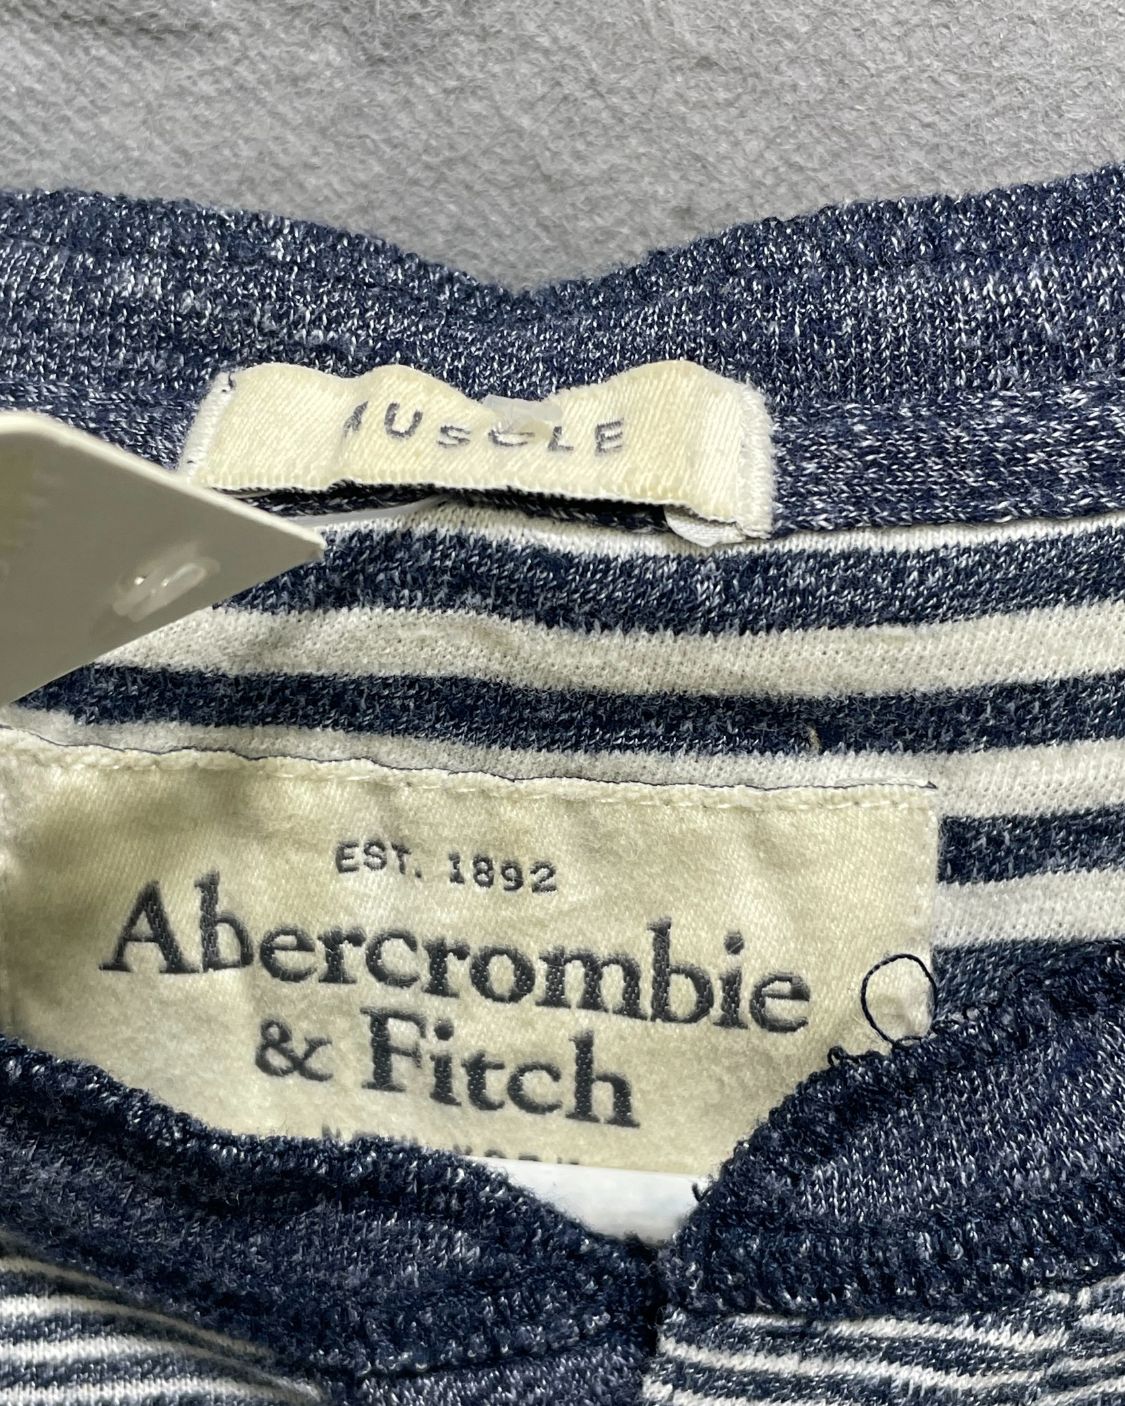 MUSCLE
EST. 1892
Abercrombie
& Fitch